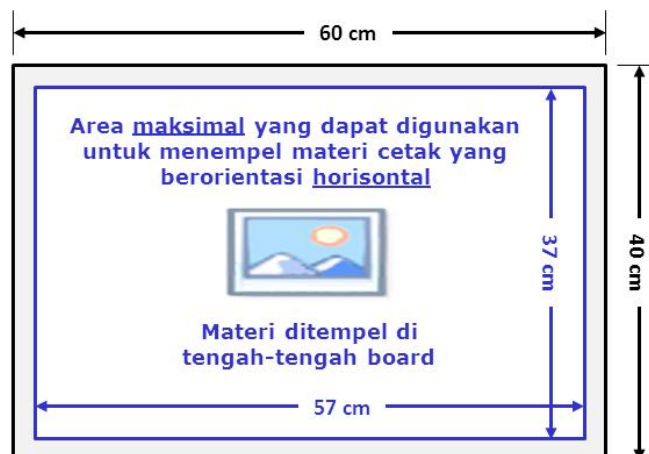 60 cm
Area maksimal yang dapat digunakan
untuk menempel materi cetak yang
berorientasi horisontal
37 cm
40 cm
Materi ditempel di
tengah-tengah board
57 cm